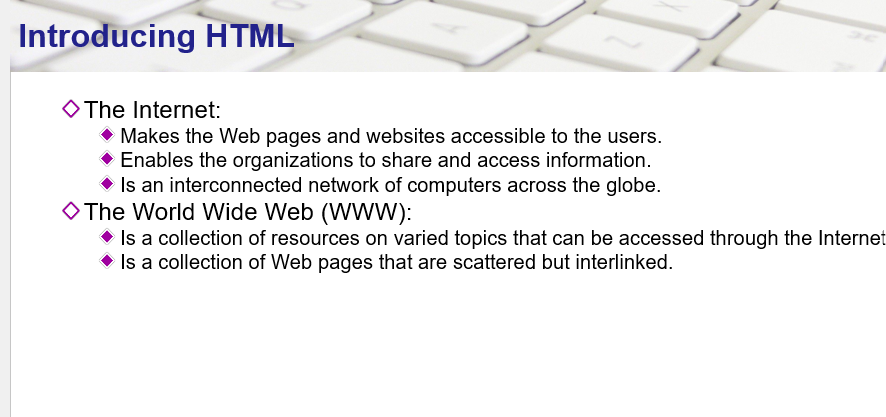 Introducing HTML
The Internet:
Makes the Web pages and websites accessible to the users.
Enables the organizations to share and access information.
Is an interconnected network of computers across the globe.
The World Wide Web (WWW):
Is a collection of resources on varied topics that can be accessed through the Internet
Is a collection of Web pages that are scattered but interlinked.